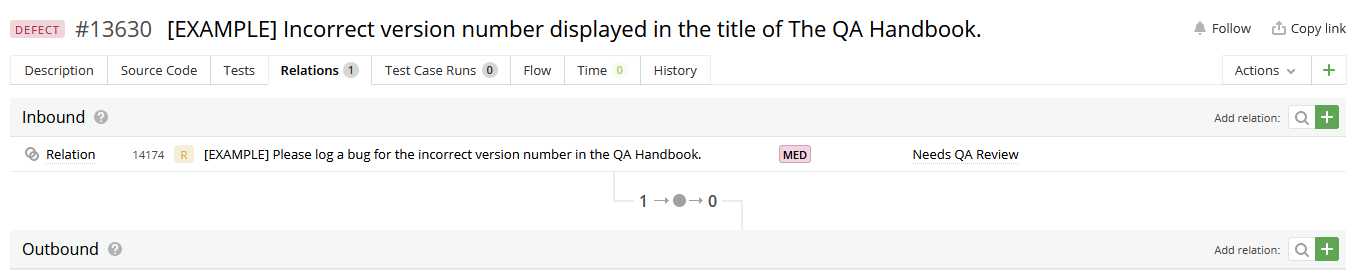 DEFECT #13630 [EXAMPLE] Incorrect version number displayed in the title of The QA Handbook. Follow Copy link
Description Source Code Tests Relations 1 Test Case Runs 0 Flow Time 0 History Actions +
Inbound ? Add relation: +
Relation 14174 R [EXAMPLE] Please log a bug for the incorrect version number in the QA Handbook. MED Needs QA Review
1 → → 0
Outbound ? Add relation: +